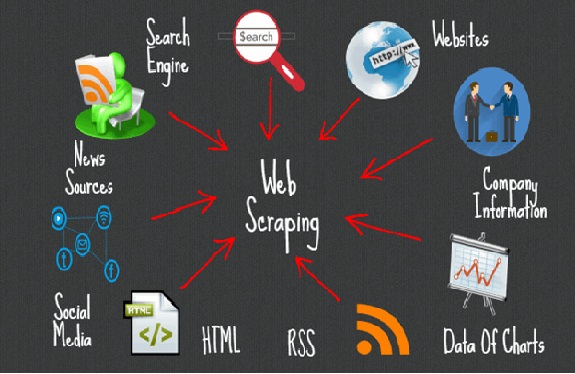 Search
Engine
Search
http://ww
Websites
News
Sources
Web
Scraping
Company
Information
Social
Media
HTML
</>
HTML
RSS
Data Of Charts